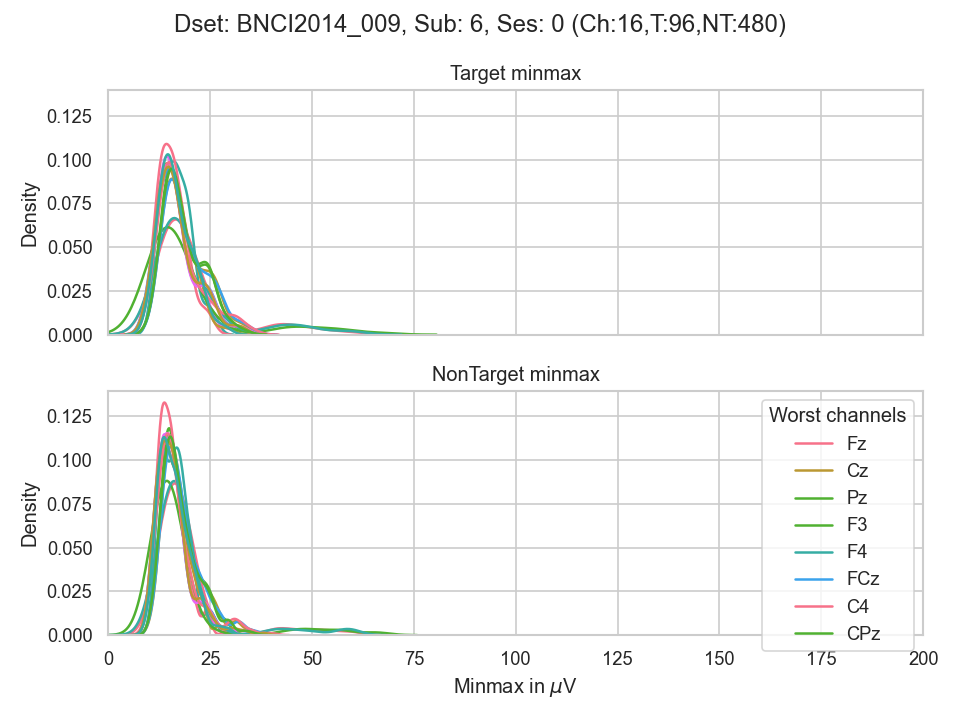 Dset: BNCI2014_009, Sub: 6, Ses: 0 (Ch:16,T:96,NT:480)
Target minmax
0.125
0.100
0.075
0.050
0.025
0.000
Density
NonTarget minmax
0.125
0.100
0.075
0.050
0.025
0.000
Density
Worst channels
Fz
Cz
Pz
F3
F4
FCz
C4
CPz
0 25 50 75 100 125 150 175 200
Minmax in μV